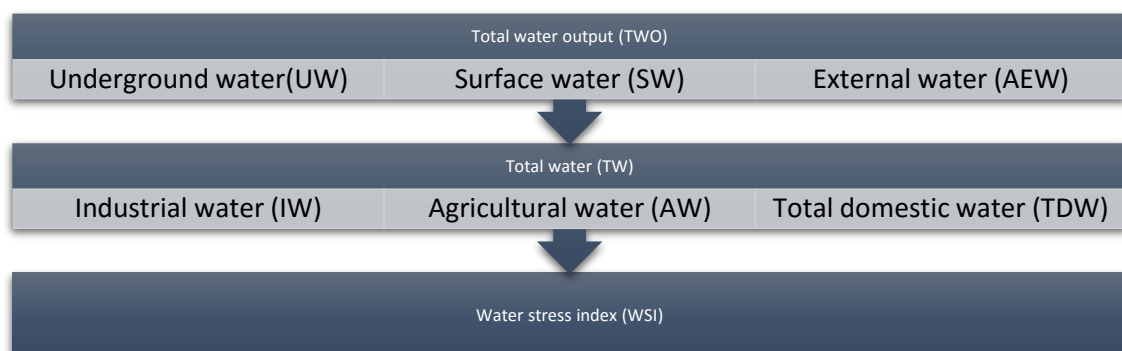 Total water output (TWO)
Underground water(UW) Surface water (SW) External water (AEW)
Total water (TW)
Industrial water (IW) Agricultural water (AW) Total domestic water (TDW)
Water stress index (WSI)